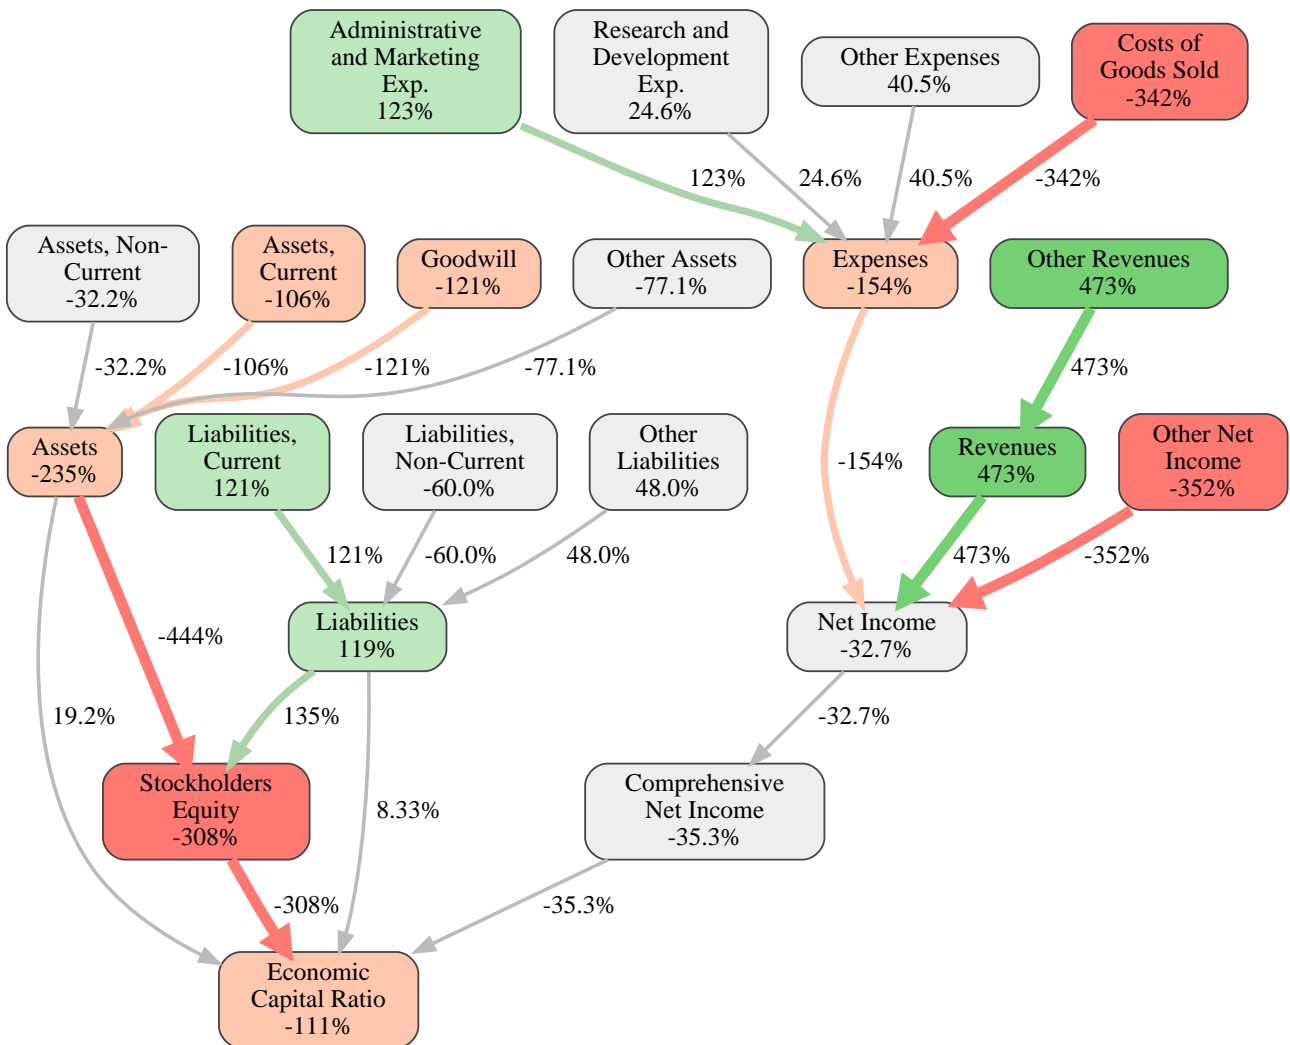 Administrative
and Marketing
Exp.
123%
Research and
Development
Exp.
24.6%
Other Expenses
40.5%
Costs of
Goods Sold
-342%
123%
24.6%
40.5%
-342%
Assets, Non-
Current
-32.2%
Assets,
Current
-106%
Goodwill
-121%
Other Assets
-77.1%
Expenses
-154%
Other Revenues
473%
-32.2%
-106%
-121%
-77.1%
473%
Assets
-235%
Liabilities,
Current
121%
Liabilities,
Non-Current
-60.0%
Other
Liabilities
48.0%
-154%
Revenues
473%
Other Net
Income
-352%
121%
-60.0%
48.0%
473%
-352%
-444%
Liabilities
119%
Net Income
-32.7%
19.2%
135%
-32.7%
Stockholders
Equity
-308%
8.33%
Comprehensive
Net Income
-35.3%
-308%
-35.3%
Economic
Capital Ratio
-111%